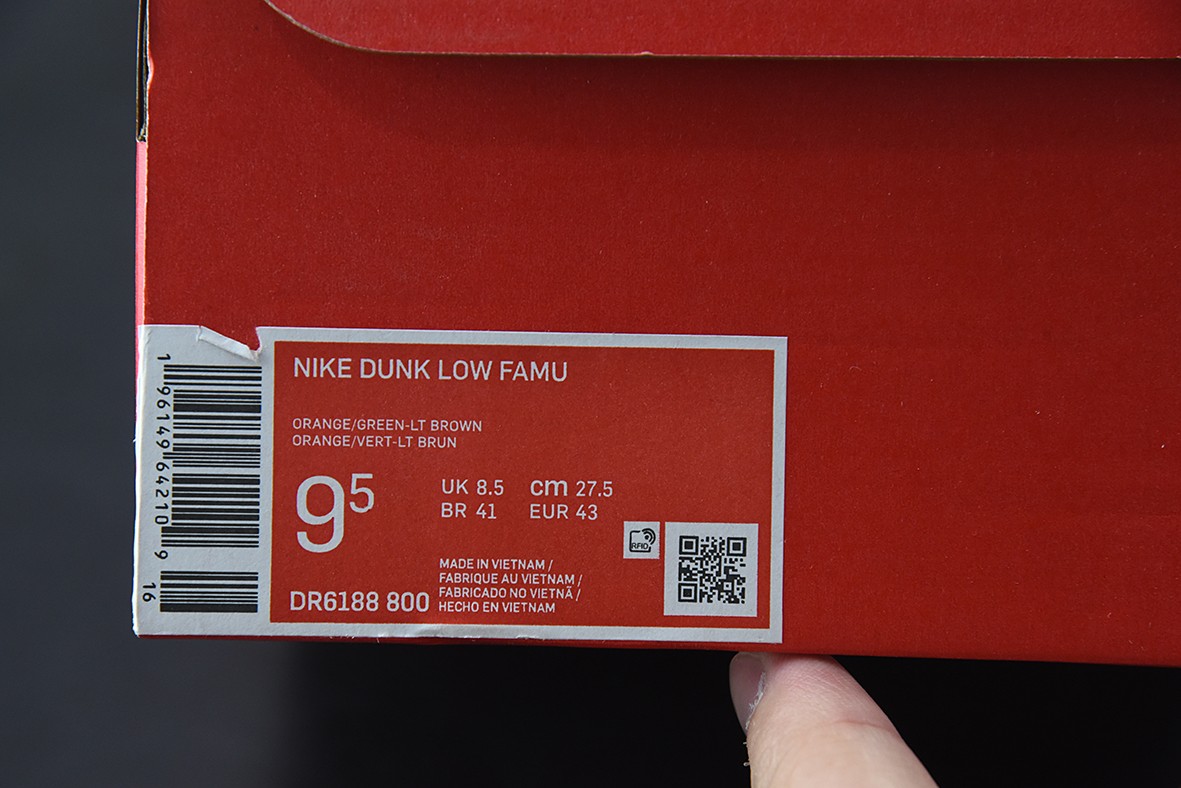 NIKE DUNK LOW FAMU
ORANGE/GREEN-LT BROWN
ORANGE/VERT-LT BRUN
9⁵
UK 8.5 cm 27.5
BR 41 EUR 43
MADE IN VIETNAM /
FABRIQUE AU VIETNAM /
FABRICADO NO VIETNÃ /
HECHO EN VIETNAM
DR6188 800
RFID
1 96149 64210 9
16